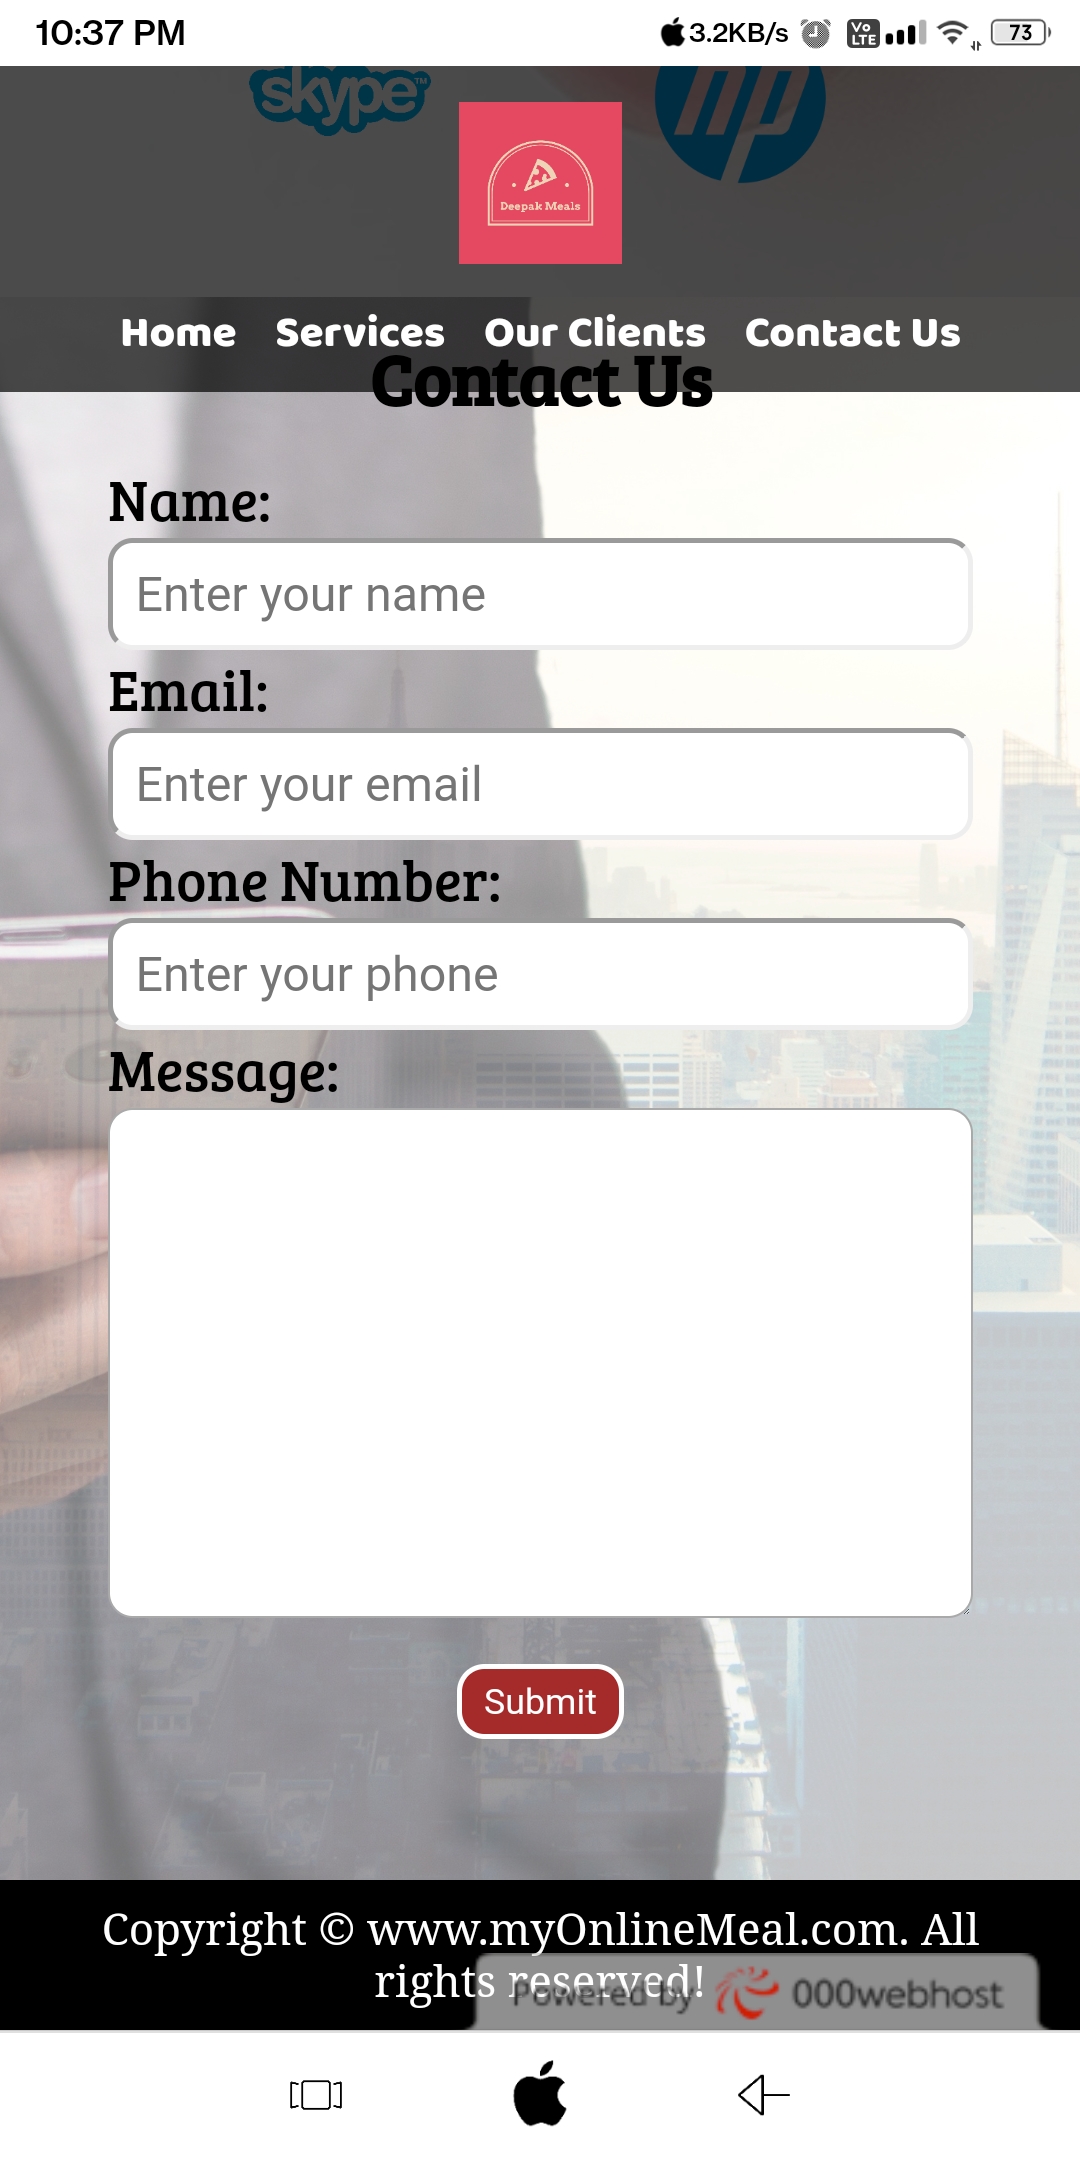 10:37 PM
3.2KB/s
Vo LTE
73
skype™
hp
Deepak Meals
Home Services Our Clients Contact Us
Contact Us
Name:
Enter your name
Email:
Enter your email
Phone Number:
Enter your phone
Message:
Submit
Copyright © www.myOnlineMeal.com. All
rights reserved!
Powered by 000webhost